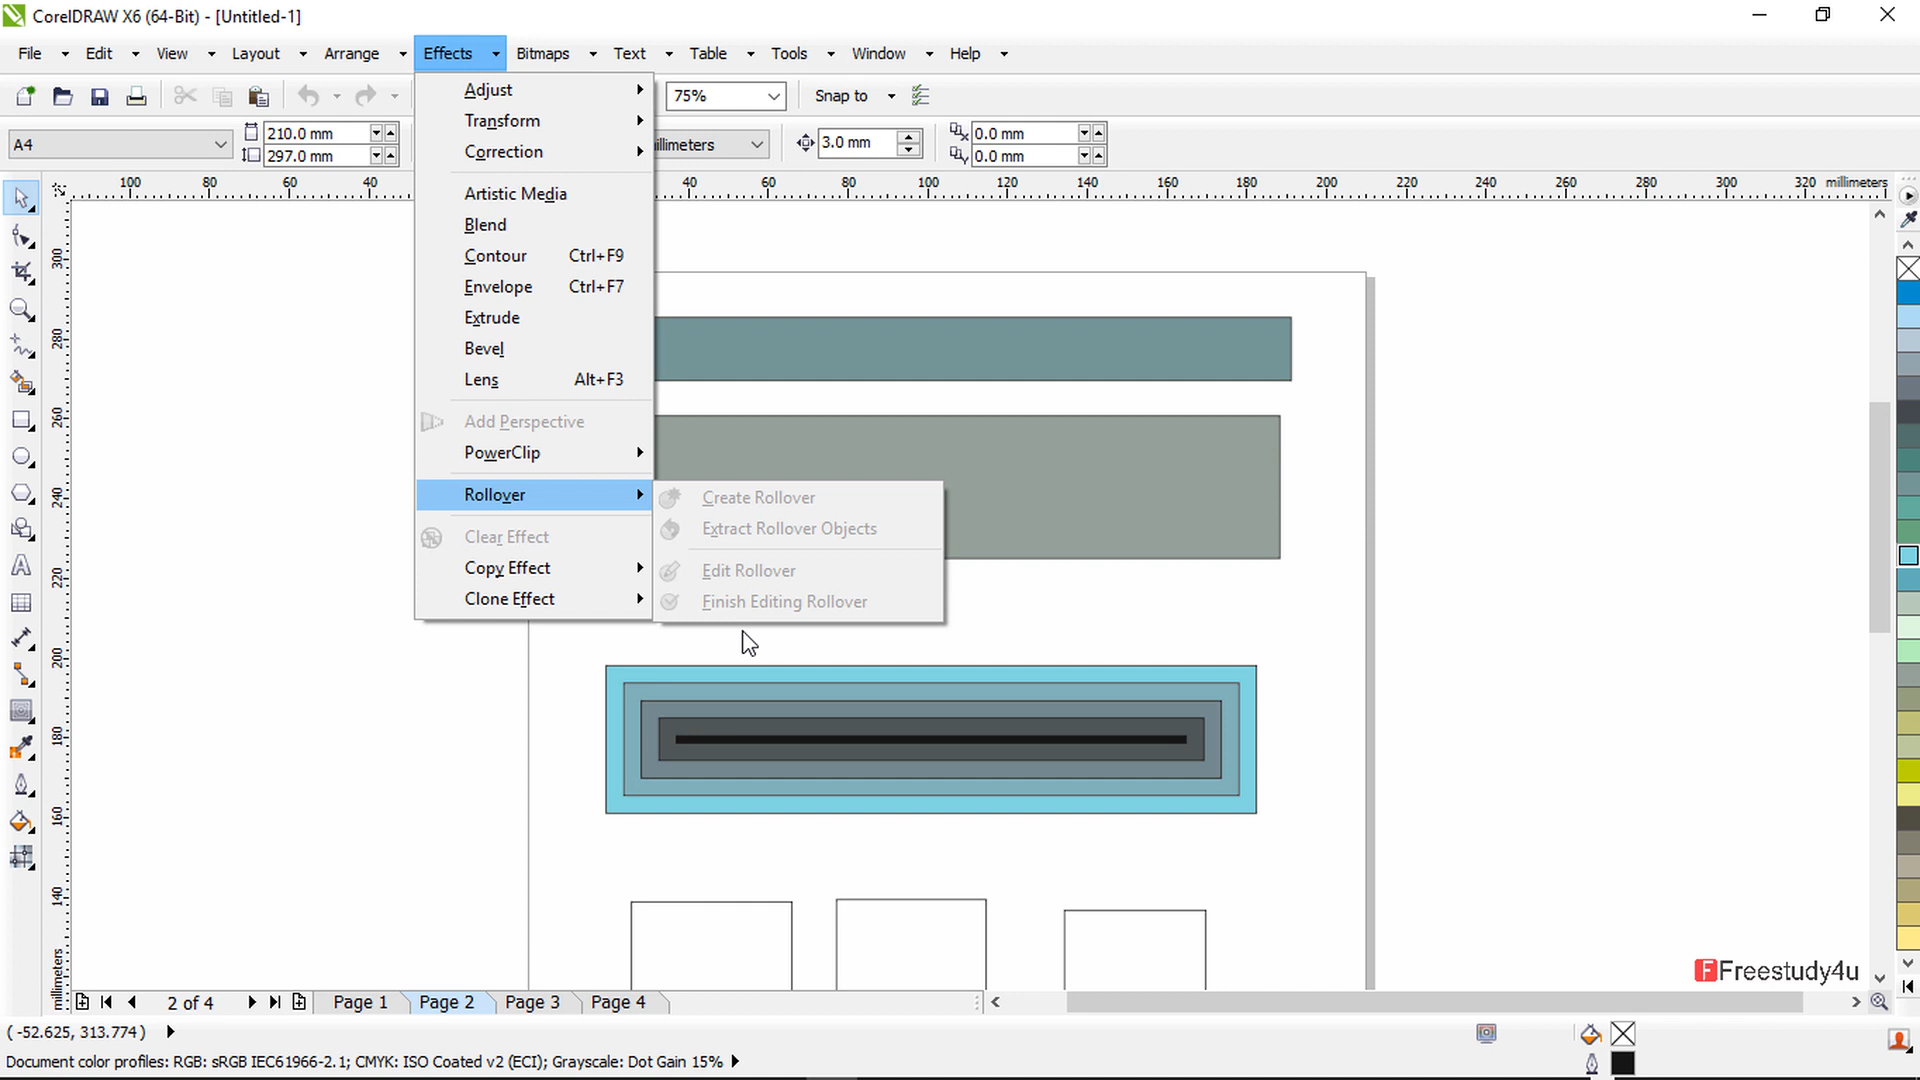 CorelDRAW X6 (64-Bit) - [Untitled-1]
File Edit View Layout Arrange Effects Bitmaps Text Table Tools Window Help
75% Snap to
A4 210.0 mm 297.0 mm illimeters 3.0 mm 0.0 mm 0.0 mm
100 80 60 40 40 60 80 100 120 140 160 180 200 220 240 260 280 300 320 millimeters
300
280
260
240
220
200
180
160
140
millimeters
Adjust
Transform
Correction
Artistic Media
Blend
Contour Ctrl+F9
Envelope Ctrl+F7
Extrude
Bevel
Lens Alt+F3
Add Perspective
PowerClip
Rollover
Clear Effect
Copy Effect
Clone Effect
Create Rollover
Extract Rollover Objects
Edit Rollover
Finish Editing Rollover
F Freestudy4u
2 of 4 Page 1 Page 2 Page 3 Page 4
( -52.625, 313.774 )
Document color profiles: RGB: sRGB IEC61966-2.1; CMYK: ISO Coated v2 (ECI); Grayscale: Dot Gain 15%